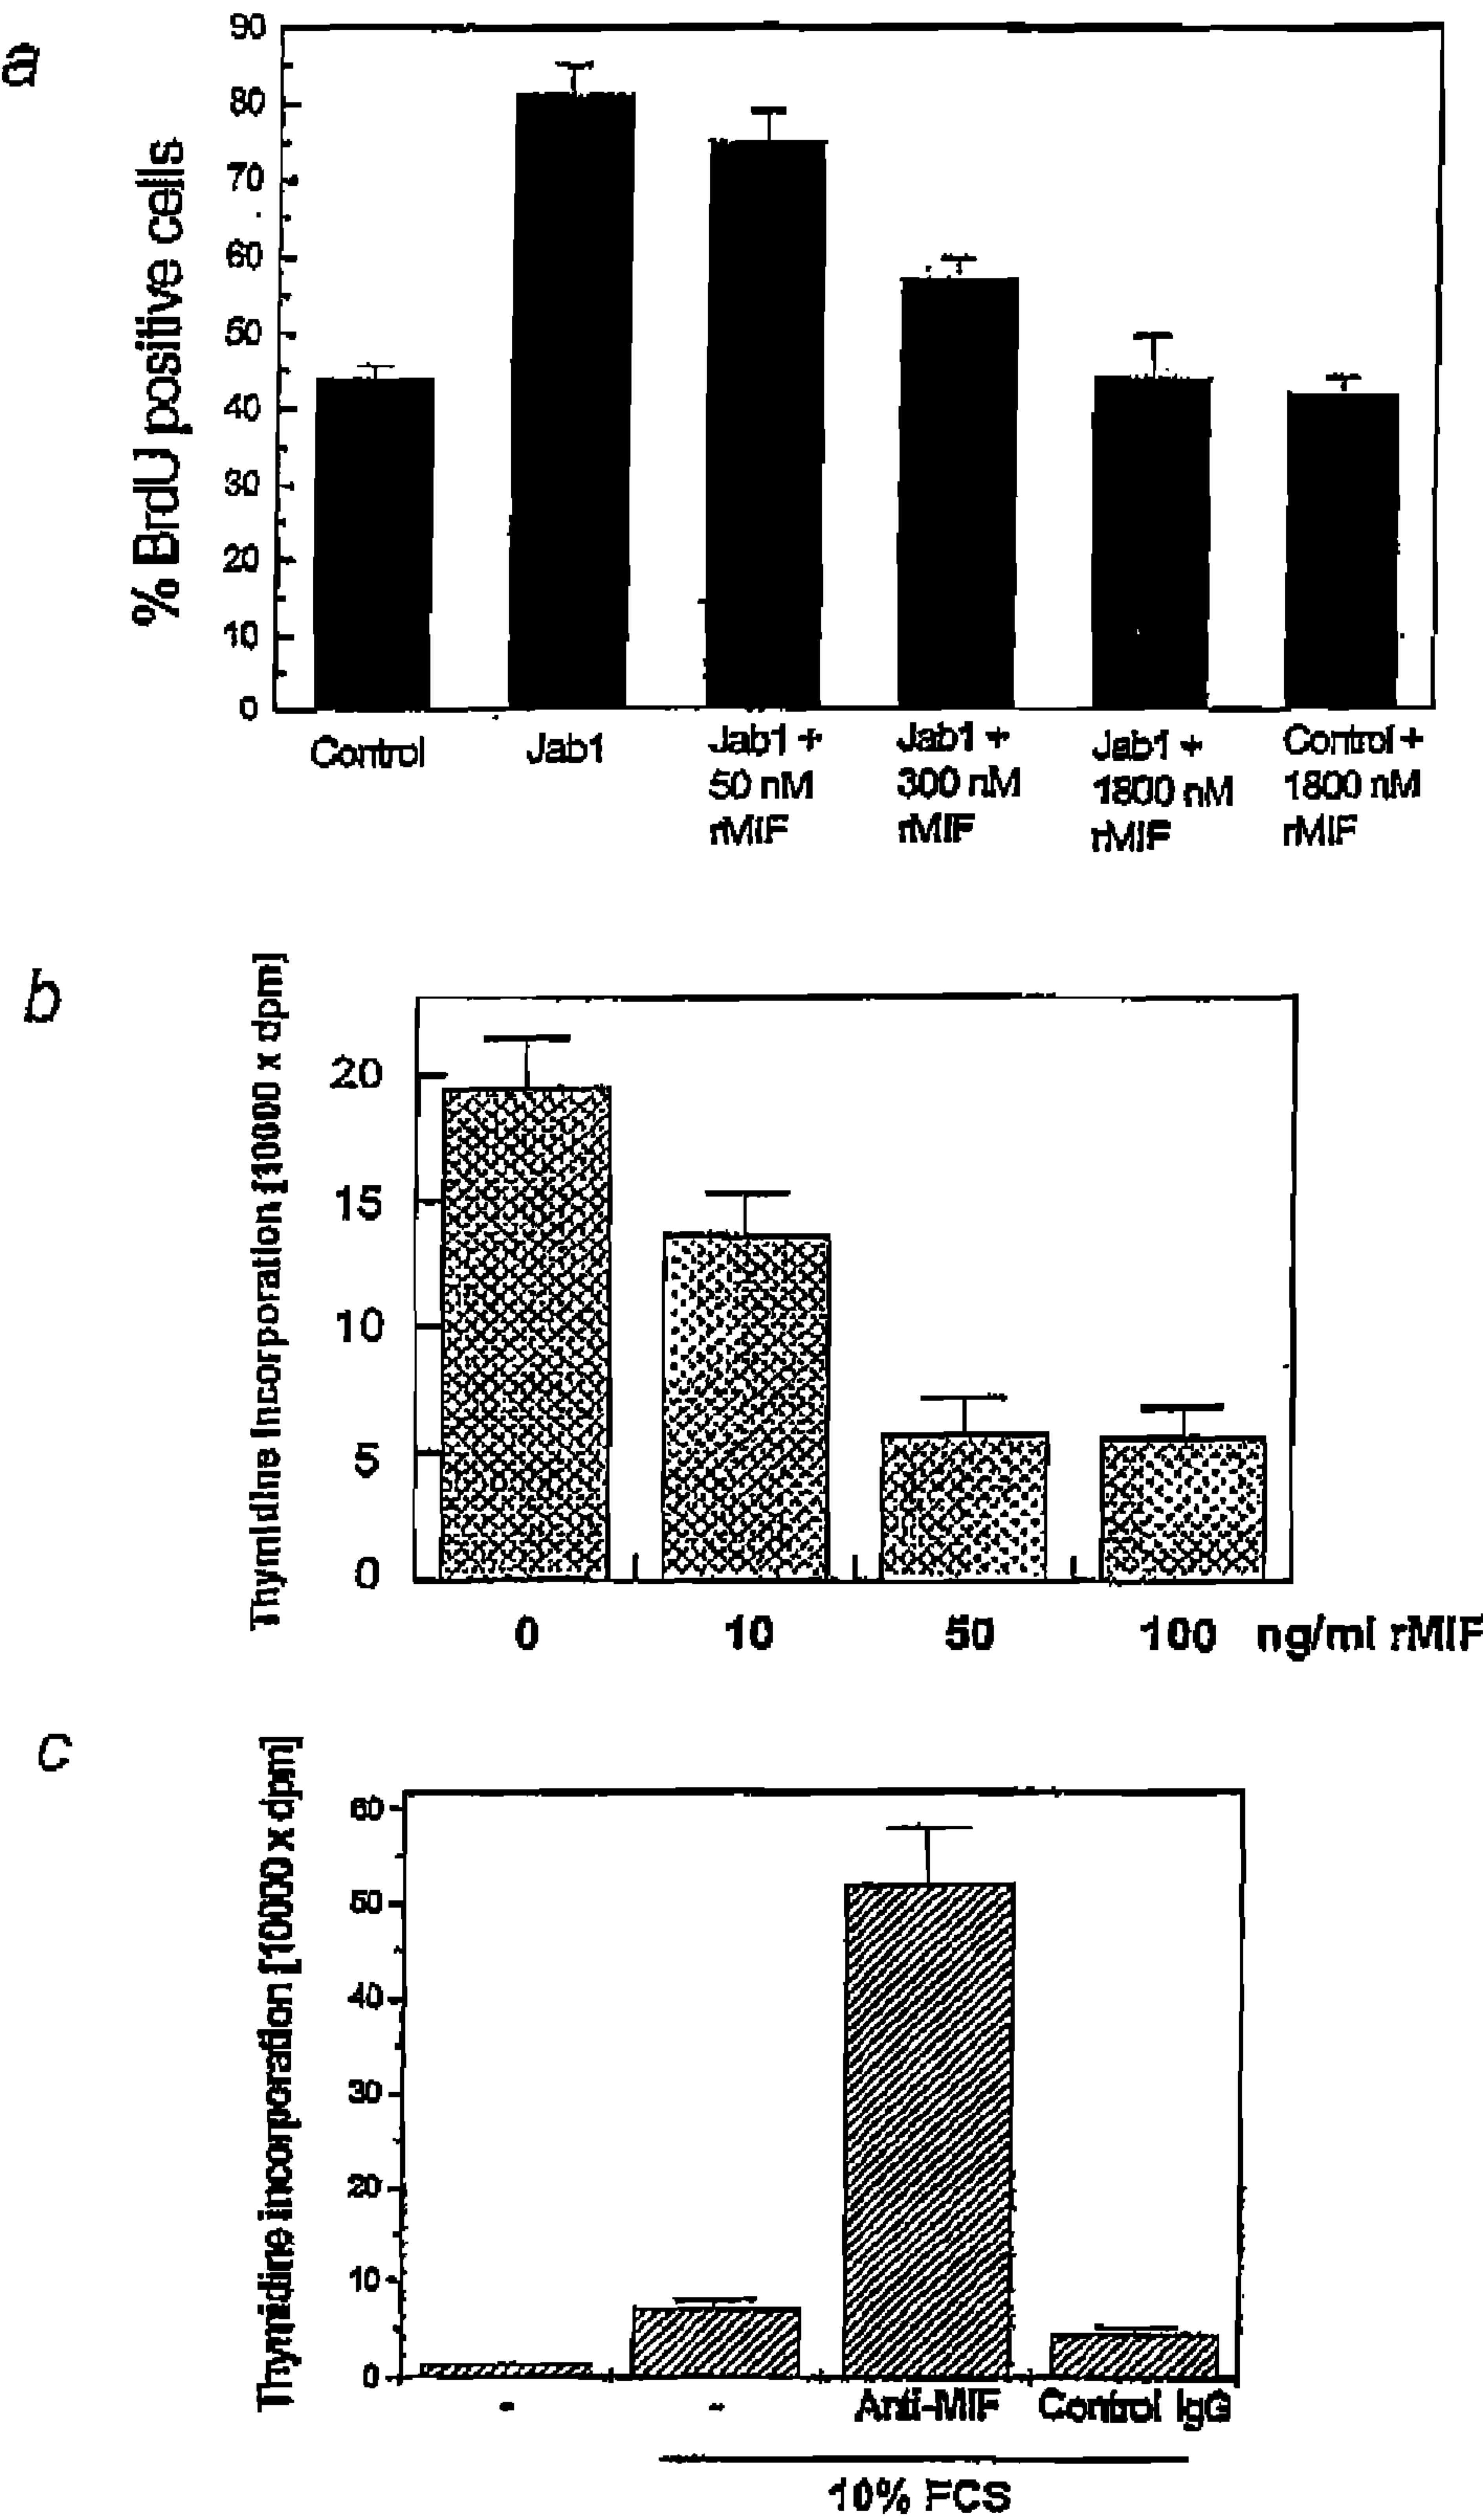 a
% BrdU positive cells
90
80
70
60
50
40
30
20
10
0
Control
Jab1
Jab1 +
50 nM
rMIF
Jab1 +
300 nM
rMIF
Jab1 +
1800 nM
rMIF
Control +
1800 nM
rMIF
b
Thymidine incorporation [1000 x dpm]
20
15
10
5
0
0
10
50
100
ng/ml rMIF
c
Thymidine incorporation [1000 x dpm]
60
50
40
30
20
10
0
-
-
Anti-MIF
Control IgG
10% FCS